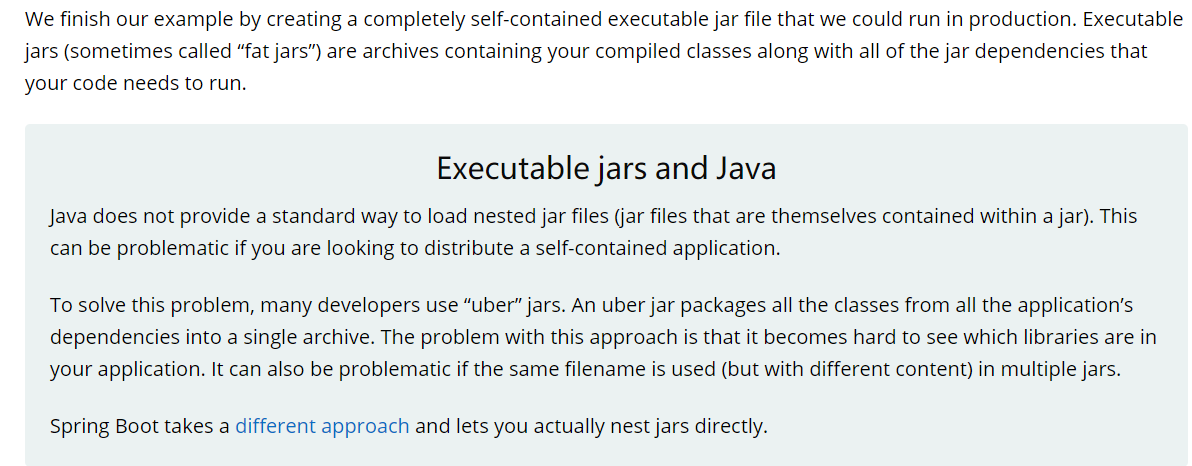 We finish our example by creating a completely self-contained executable jar file that we could run in production. Executable
jars (sometimes called “fat jars”) are archives containing your compiled classes along with all of the jar dependencies that
your code needs to run.
Executable jars and Java
Java does not provide a standard way to load nested jar files (jar files that are themselves contained within a jar). This
can be problematic if you are looking to distribute a self-contained application.
To solve this problem, many developers use “uber” jars. An uber jar packages all the classes from all the application’s
dependencies into a single archive. The problem with this approach is that it becomes hard to see which libraries are in
your application. It can also be problematic if the same filename is used (but with different content) in multiple jars.
Spring Boot takes a different approach and lets you actually nest jars directly.